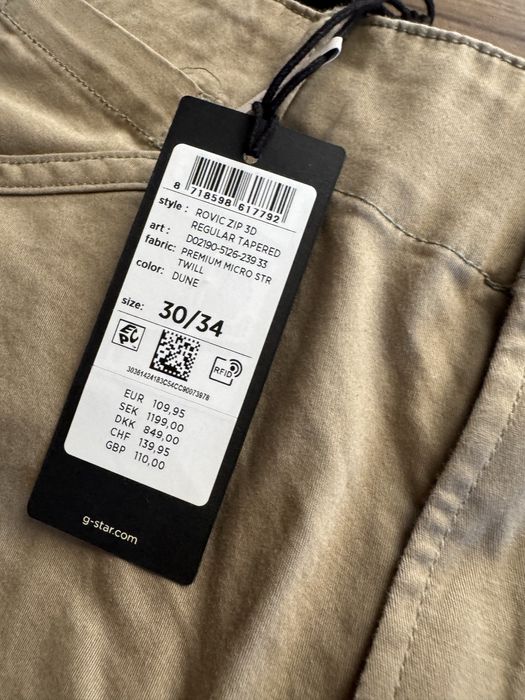 8 718598 617792
style : ROVIC ZIP 3D
REGULAR TAPERED
art : D02190-5126-239 33
fabric: PREMIUM MICRO STR
TWILL
color: DUNE
size: 30/34
EPC
RFID
30361424183C54CC90073978
EUR 109,95
SEK 1199,00
DKK 849,00
CHF 139,95
GBP 110,00
g-star.com